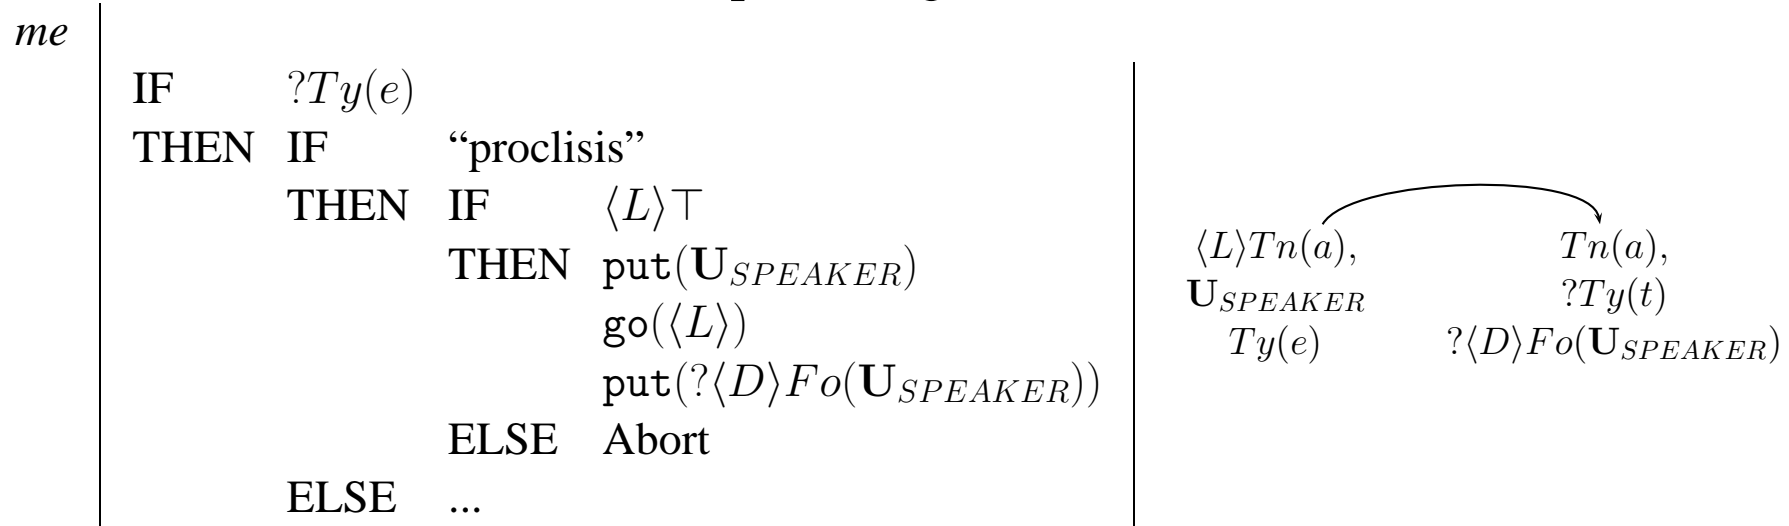 me
IF ?Ty(e)
THEN IF “proclisis”
THEN IF ⟨L⟩⊤
THEN put(U_SPEAKER)
go(⟨L⟩)
put(?⟨D⟩Fo(U_SPEAKER))
ELSE Abort
ELSE ...
⟨L⟩Tn(a), Tn(a),
U_SPEAKER ?Ty(t)
Ty(e) ?⟨D⟩Fo(U_SPEAKER)